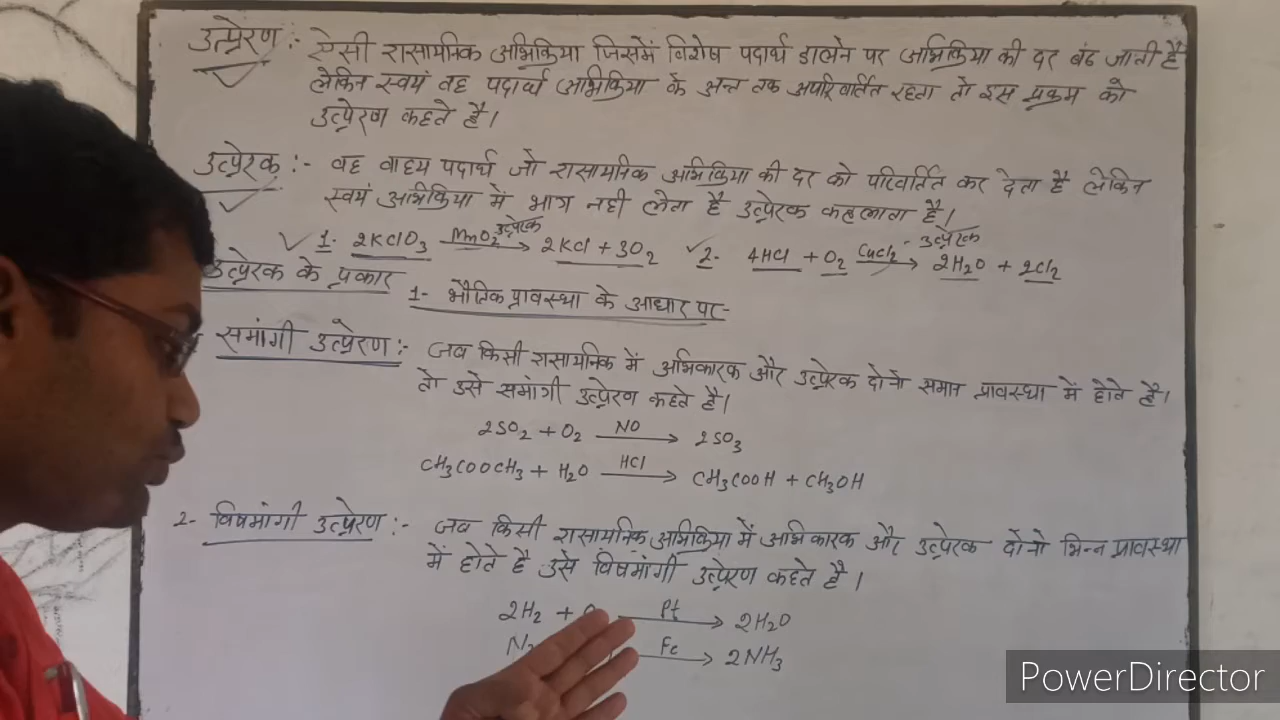 उत्प्रेरण :- ऐसी रासायनिक अभिक्रिया जिसमें विशेष पदार्थ डालने पर अभिक्रिया की दर बढ जाती है
लेकिन स्वयं वह पदार्थ अभिक्रिया के अन्त तक अपरिवर्तित रहता तो इस प्रक्रम को
उत्प्रेरण कहते है।
उत्प्रेरक :- वह वाह्य पदार्थ जो रासायनिक अभिक्रिया की दर को परिवर्तित कर देता है लेकिन
स्वयं अभिक्रिया में भाग नही लेता है उत्प्रेरक कहलाता है।
1- 2KClO₃ MnO₂ उत्प्रेरक → 2KCl + 3O₂ 2- 4HCl + O₂ CuCl₂ - उत्प्रेरक → 2H₂O + 2Cl₂
उत्प्रेरक के प्रकार 1- भौतिक प्रावस्था के आधार पर-
समांगी उत्प्रेरण :- जब किसी रासायनिक में अभिकारक और उत्प्रेरक दोनो समान प्रावस्था में होते है।
तो उसे समांगी उत्प्रेरण कहते है।
2SO₂ + O₂ NO → 2SO₃
CH₃COOCH₃ + H₂O HCl → CH₃COOH + CH₃OH
2- विषमांगी उत्प्रेरण :- जब किसी रासायनिक अभिक्रिया में अभिकारक और उत्प्रेरक दोनो भिन्न प्रावस्था
में होते है उसे विषमांगी उत्प्रेरण कहते है।
2H₂ + Pt → 2H₂O
N₂ Fe → 2NH₃
PowerDirector